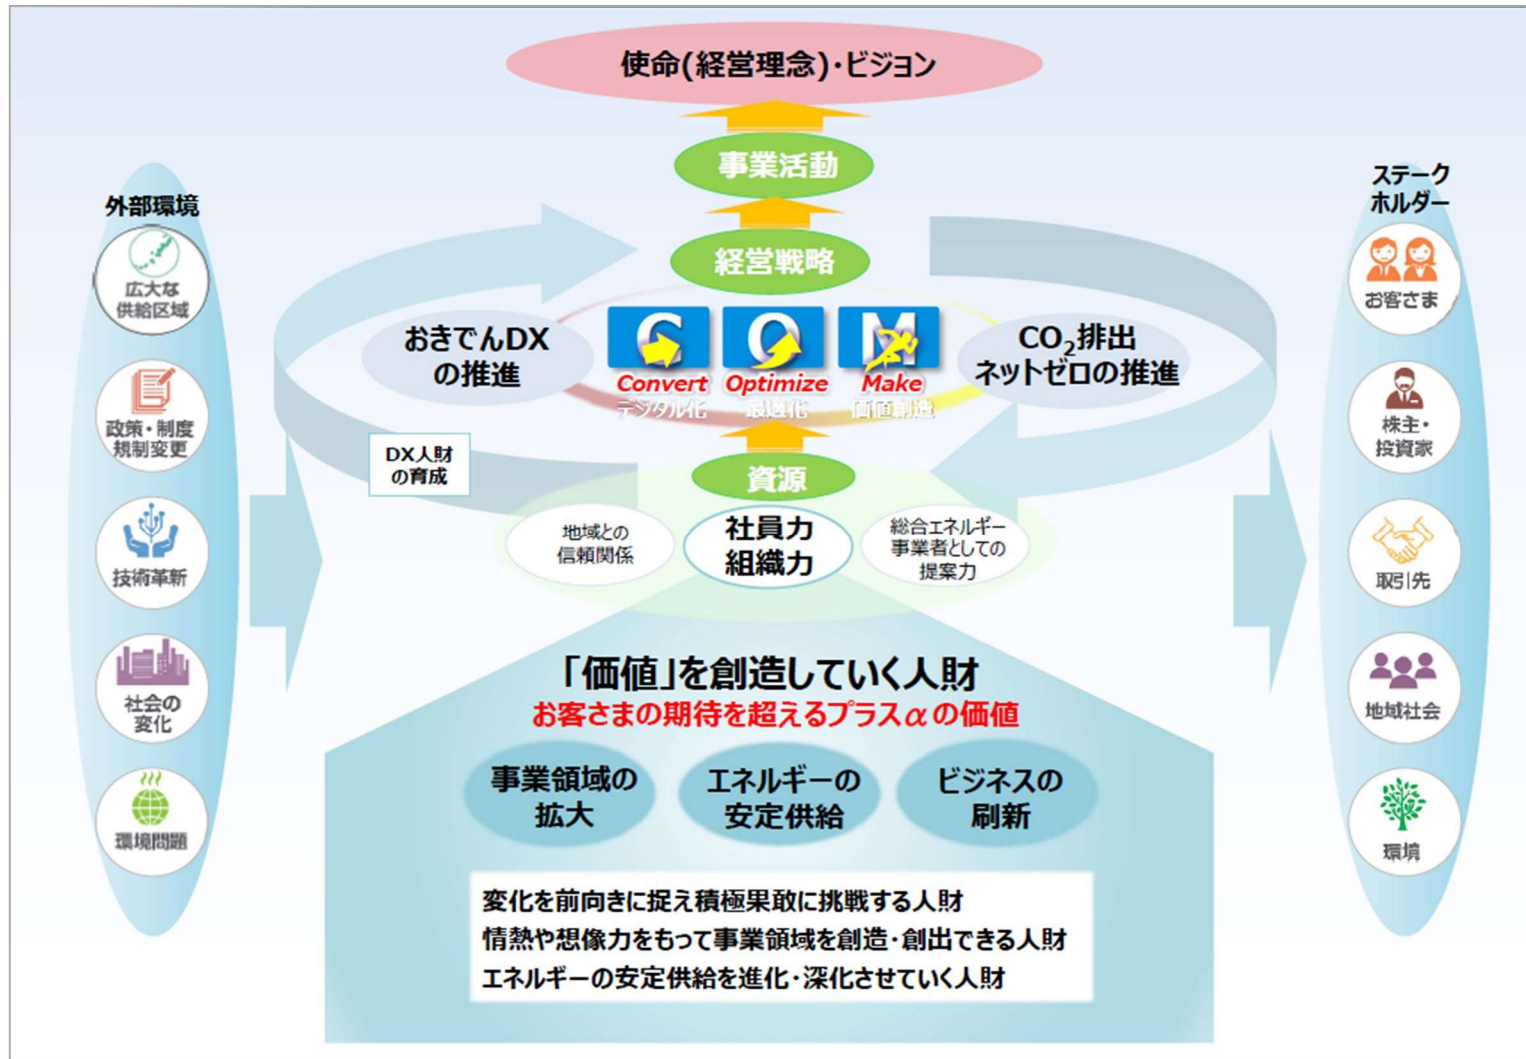 使命(経営理念)・ビジョン
事業活動
経営戦略
外部環境
広大な
供給区域
政策・制度
規制変更
技術革新
社会の
変化
環境問題
おきでんDX
の推進
C O M
Convert Optimize Make
デジタル化 最適化 価値創造
CO₂排出
ネットゼロの推進
DX人財
の育成
資源
地域との
信頼関係
社員力
組織力
総合エネルギー
事業者としての
提案力
「価値」を創造していく人財
お客さまの期待を超えるプラスαの価値
事業領域の
拡大
エネルギーの
安定供給
ビジネスの
刷新
変化を前向きに捉え積極果敢に挑戦する人財
情熱や想像力をもって事業領域を創造・創出できる人財
エネルギーの安定供給を進化・深化させていく人財
ステーク
ホルダー
お客さま
株主・
投資家
取引先
地域社会
環境